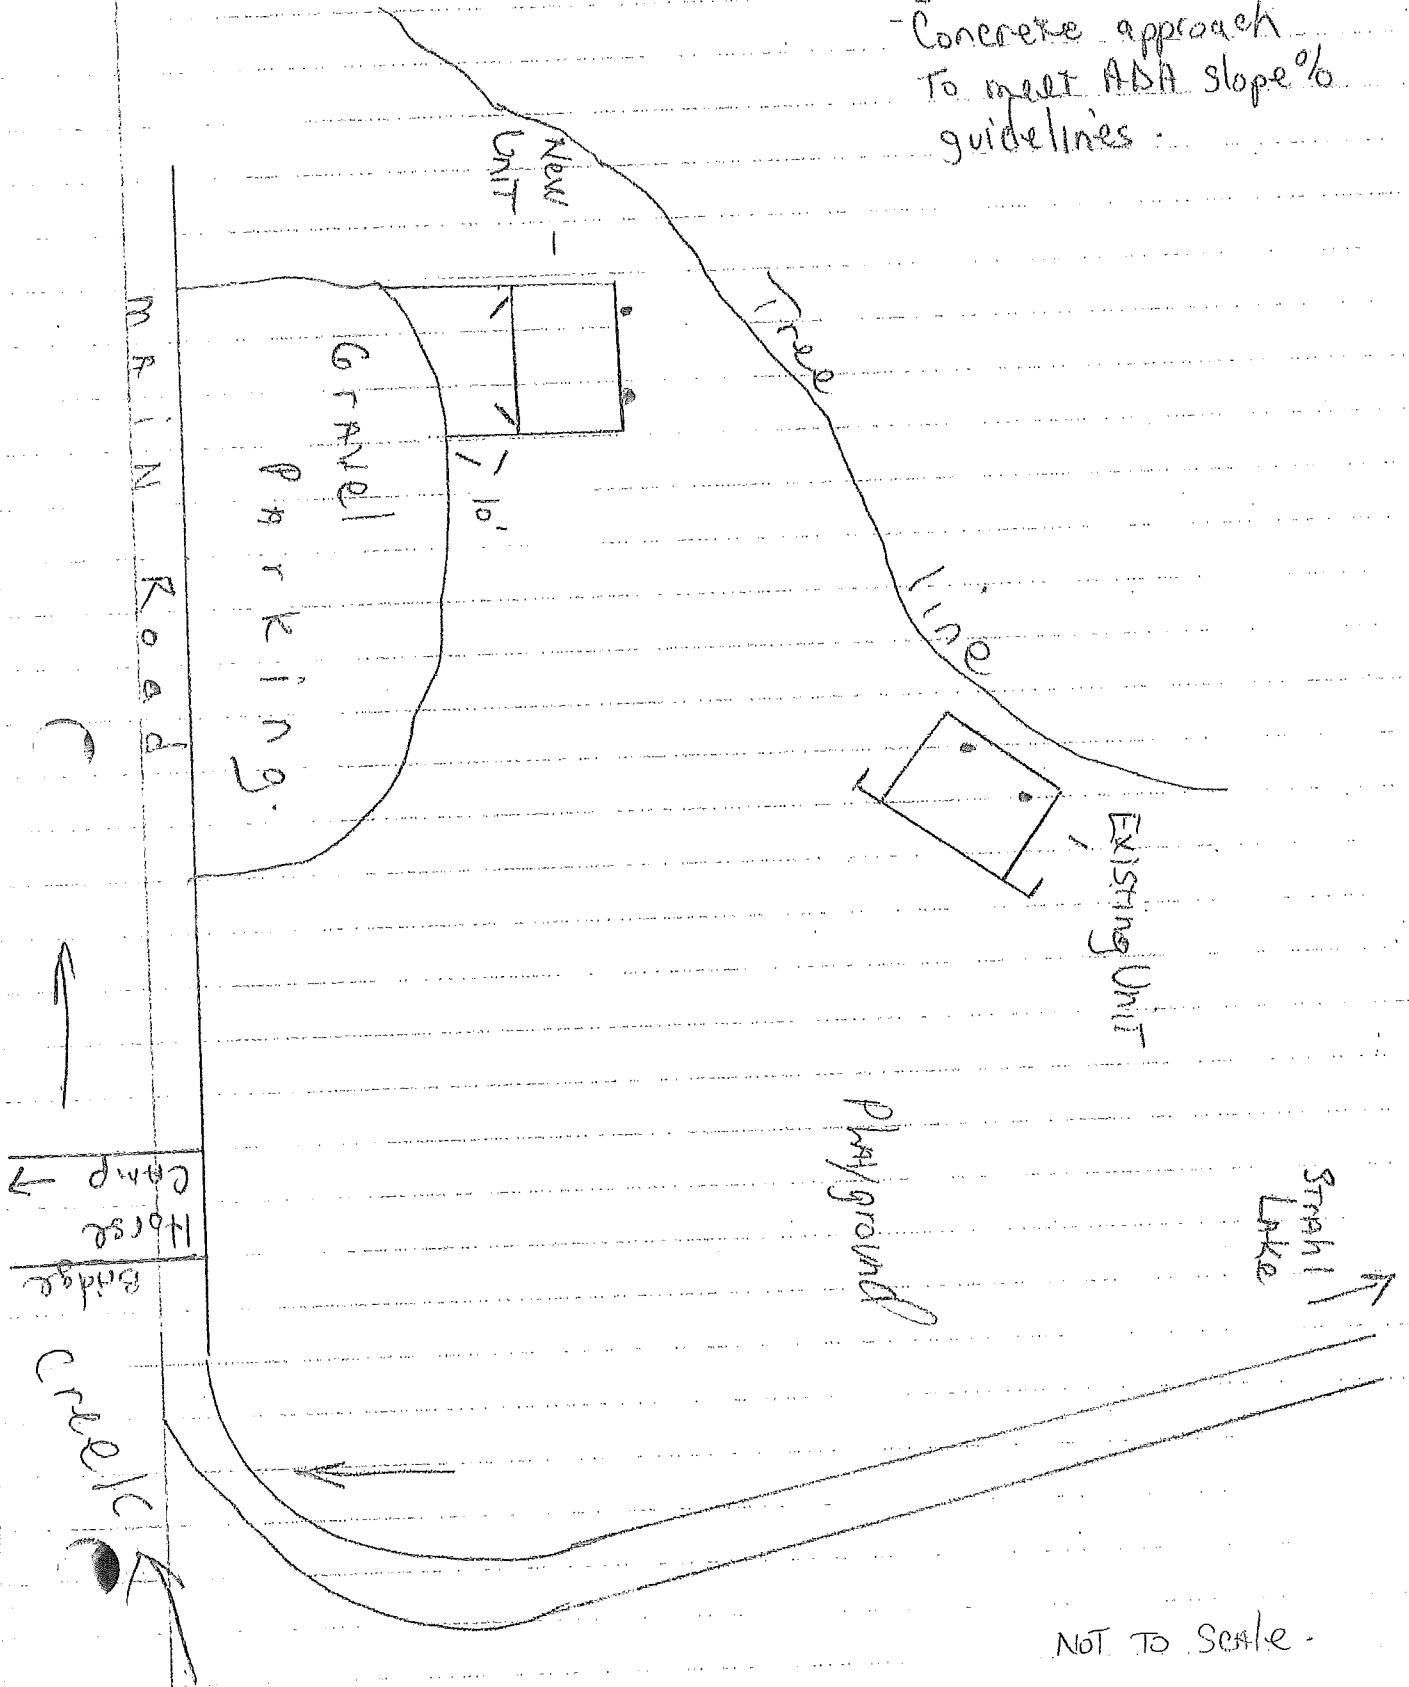 - Concrete approach
to meet ADA slope %
guidelines.
New
Unit
Tree
line
MAIN Road
Gravel
Parking.
10'
Existing Unit
Playground
Strahl
Lake
Camp
Horse
Bridge
Creek
NOT TO SCALE.